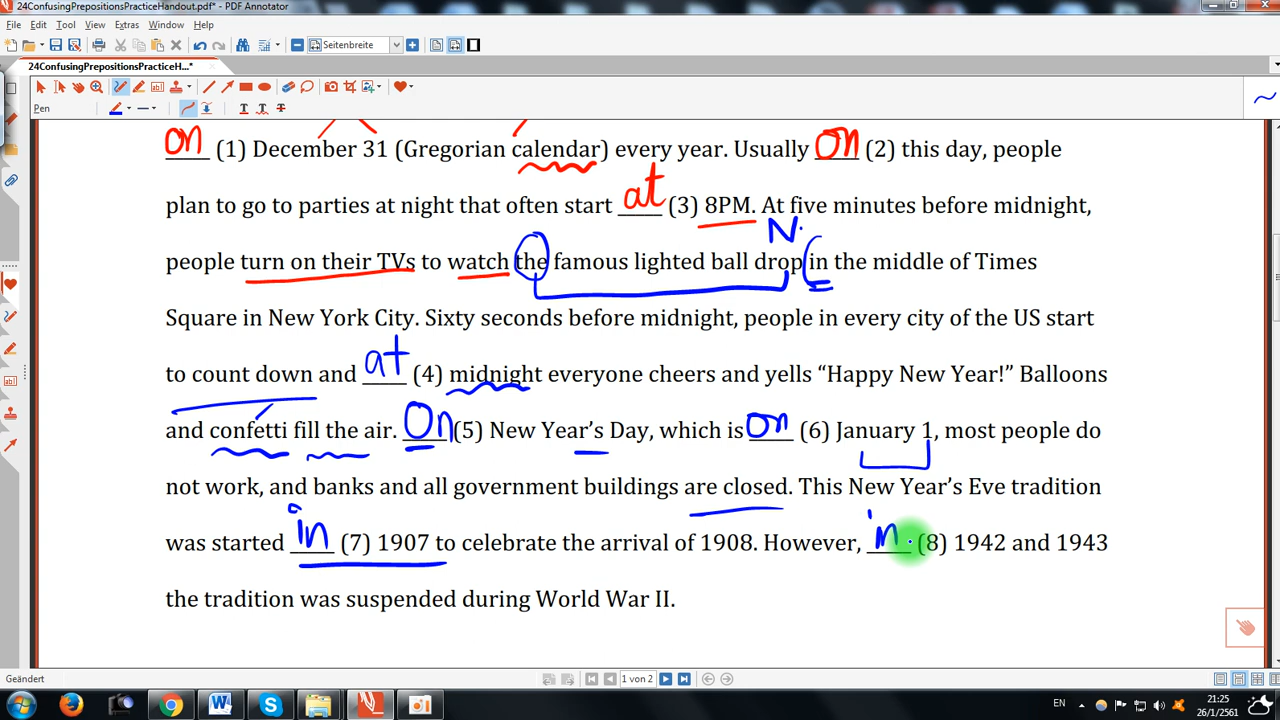 24ConfusingPrepositionsPracticeHandout.pdf* - PDF Annotator
File Edit Tool View Extras Window Help
Seitenbreite
24ConfusingPrepositionsPracticeH...*
Pen
on (1) December 31 (Gregorian calendar) every year. Usually on (2) this day, people
plan to go to parties at night that often start at (3) 8PM. At five minutes before midnight,
N.
people turn on their TVs to watch the famous lighted ball drop in the middle of Times
Square in New York City. Sixty seconds before midnight, people in every city of the US start
to count down and at (4) midnight everyone cheers and yells “Happy New Year!” Balloons
and confetti fill the air. On (5) New Year’s Day, which is on (6) January 1, most people do
not work, and banks and all government buildings are closed. This New Year’s Eve tradition
was started in (7) 1907 to celebrate the arrival of 1908. However, in (8) 1942 and 1943
the tradition was suspended during World War II.
Geändert
1 von 2
EN
21:25
26/1/2561